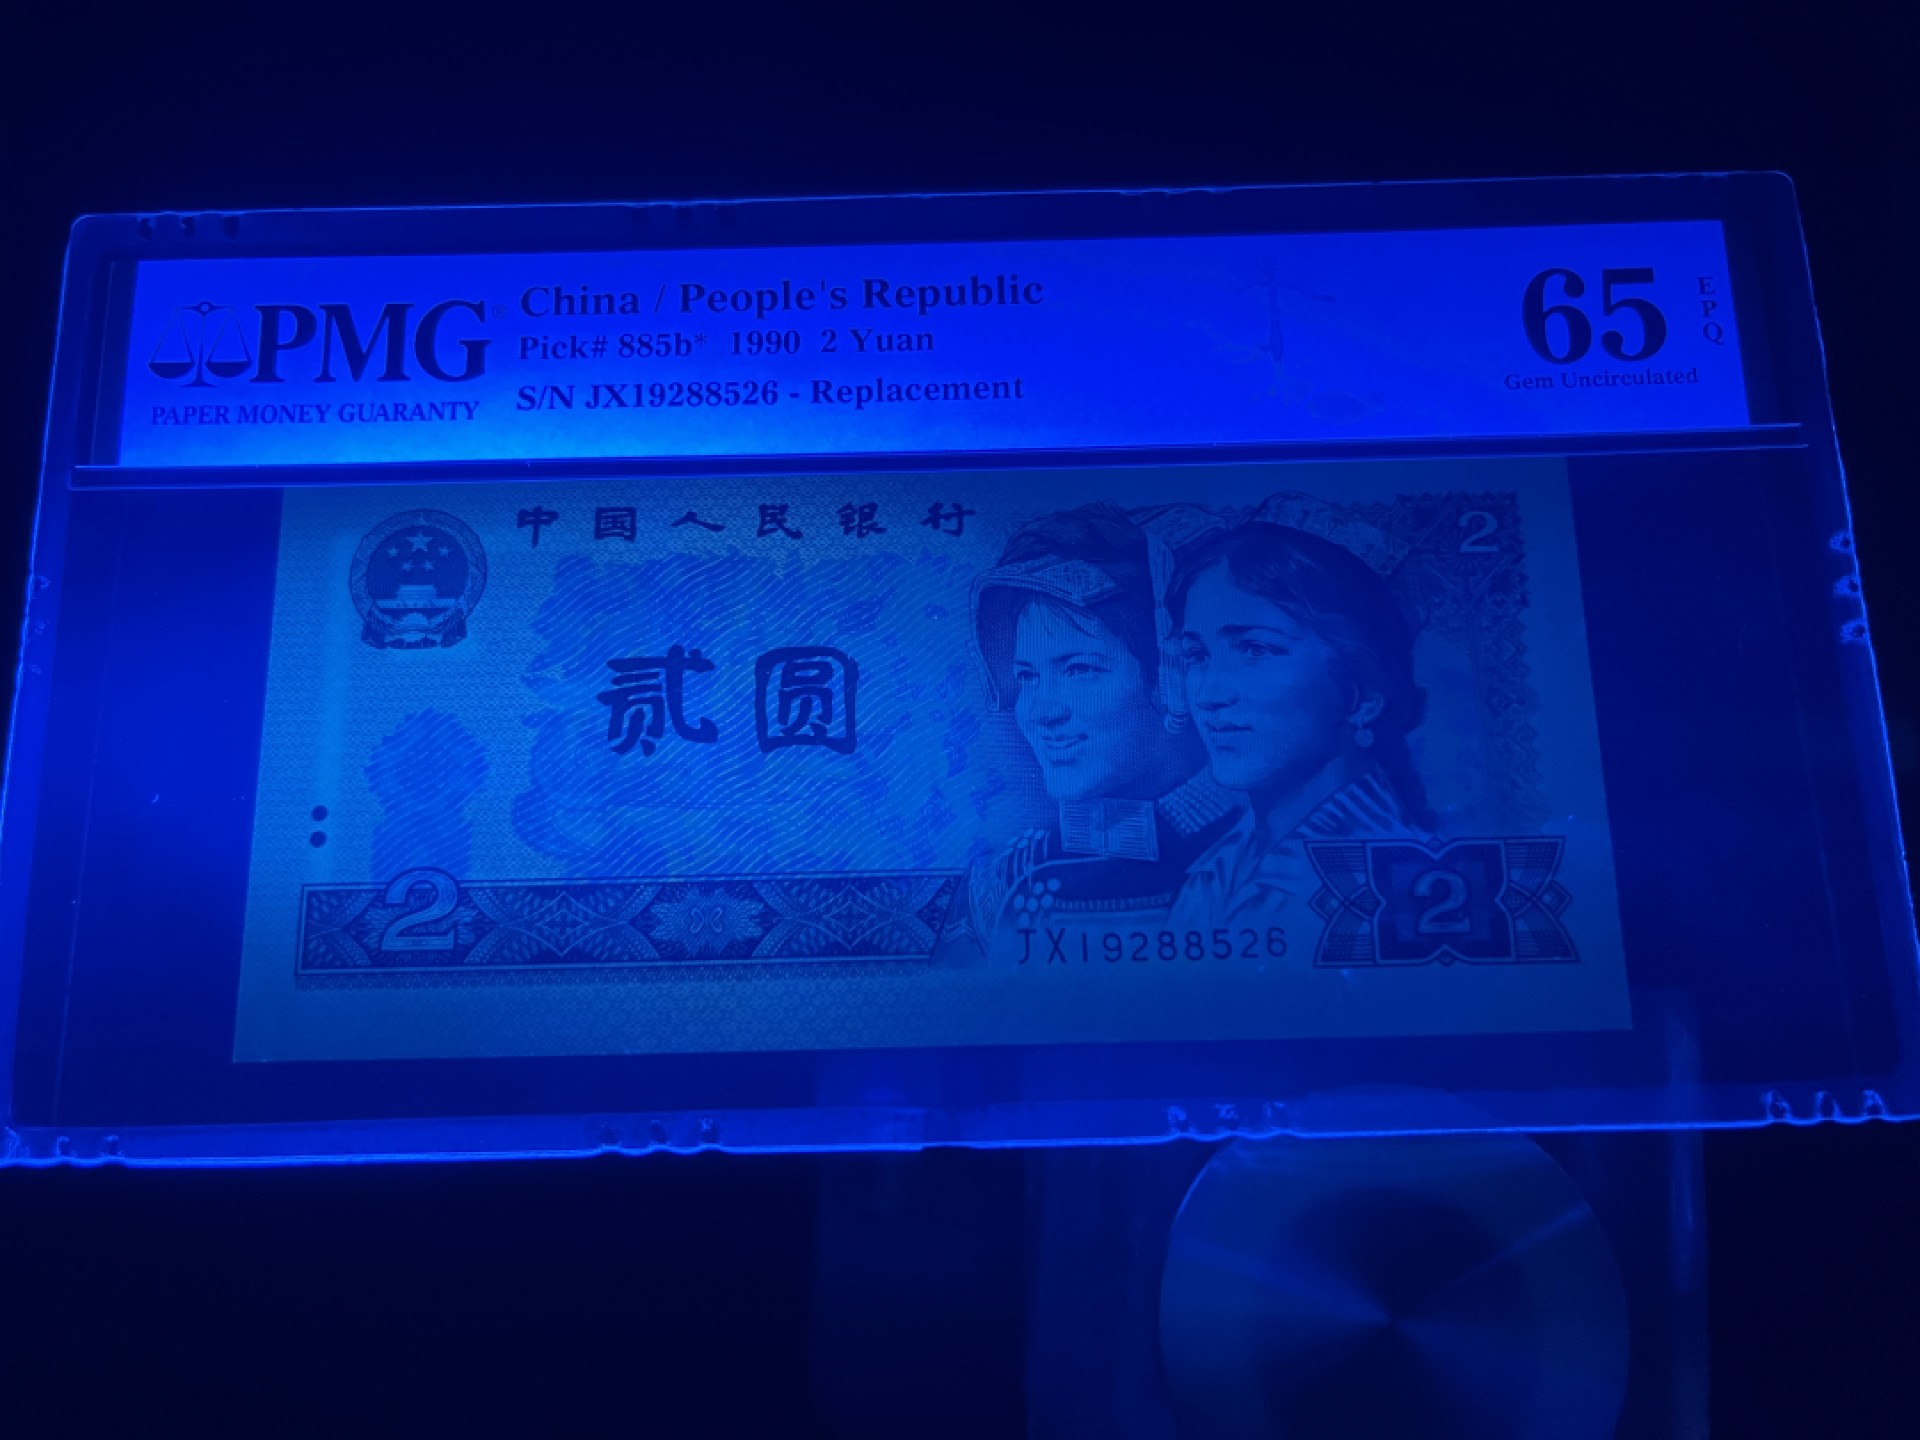 PMG®
PAPER MONEY GUARANTY
China / People's Republic
Pick# 885b* 1990 2 Yuan
S/N JX19288526 - Replacement
65 EPQ
Gem Uncirculated
中国人民银行
2
贰圆
2
JX19288526
2